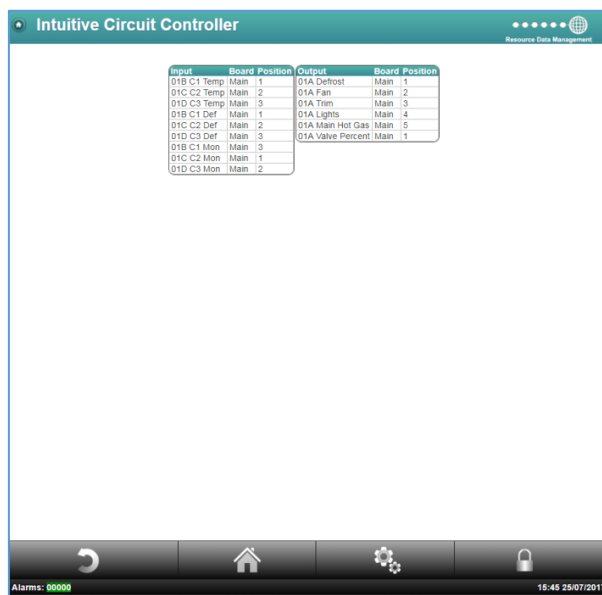 Intuitive Circuit Controller
Resource Data Management
Input Board Position Output Board Position
01B C1 Temp Main 1 01A Defrost Main 1
01C C2 Temp Main 2 01A Fan Main 2
01D C3 Temp Main 3 01A Trim Main 3
01B C1 Def Main 1 01A Lights Main 4
01C C2 Def Main 2 01A Main Hot Gas Main 5
01D C3 Def Main 3 01A Valve Percent Main 1
01B C1 Mon Main 3
01C C2 Mon Main 1
01D C3 Mon Main 2
Alarms: 00000 15:45 25/07/2017